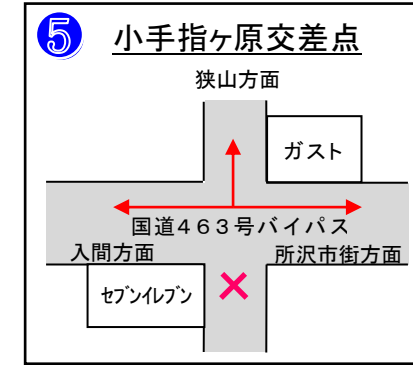 5 小手指ヶ原交差点
狭山方面
ガスト
国道463号バイパス
入間方面
所沢市街方面
セブンイレブン